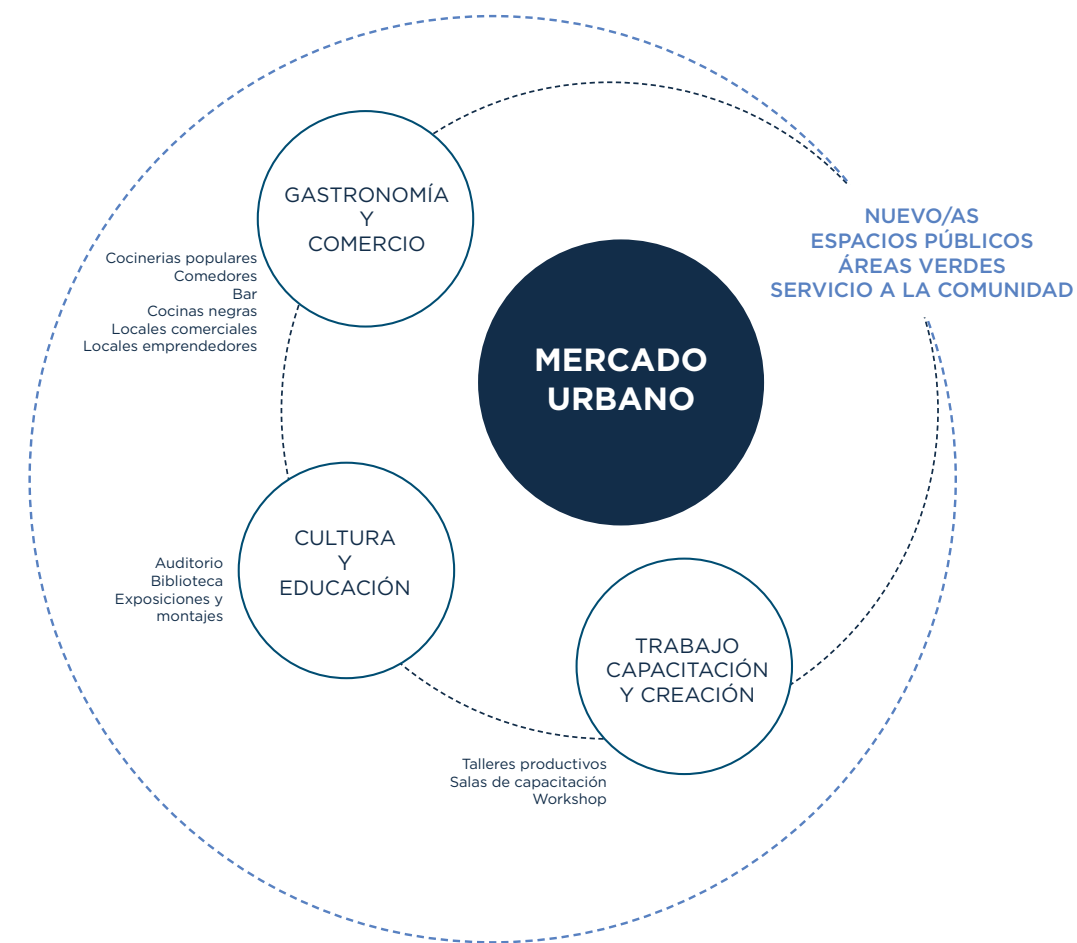 GASTRONOMÍA
Y
COMERCIO
Cocinerias populares
Comedores
Bar
Cocinas negras
Locales comerciales
Locales emprendedores
NUEVO/AS
ESPACIOS PÚBLICOS
ÁREAS VERDES
SERVICIO A LA COMUNIDAD
MERCADO
URBANO
CULTURA
Y
EDUCACIÓN
Auditorio
Biblioteca
Exposiciones y
montajes
TRABAJO
CAPACITACIÓN
Y CREACIÓN
Talleres productivos
Salas de capacitación
Workshop